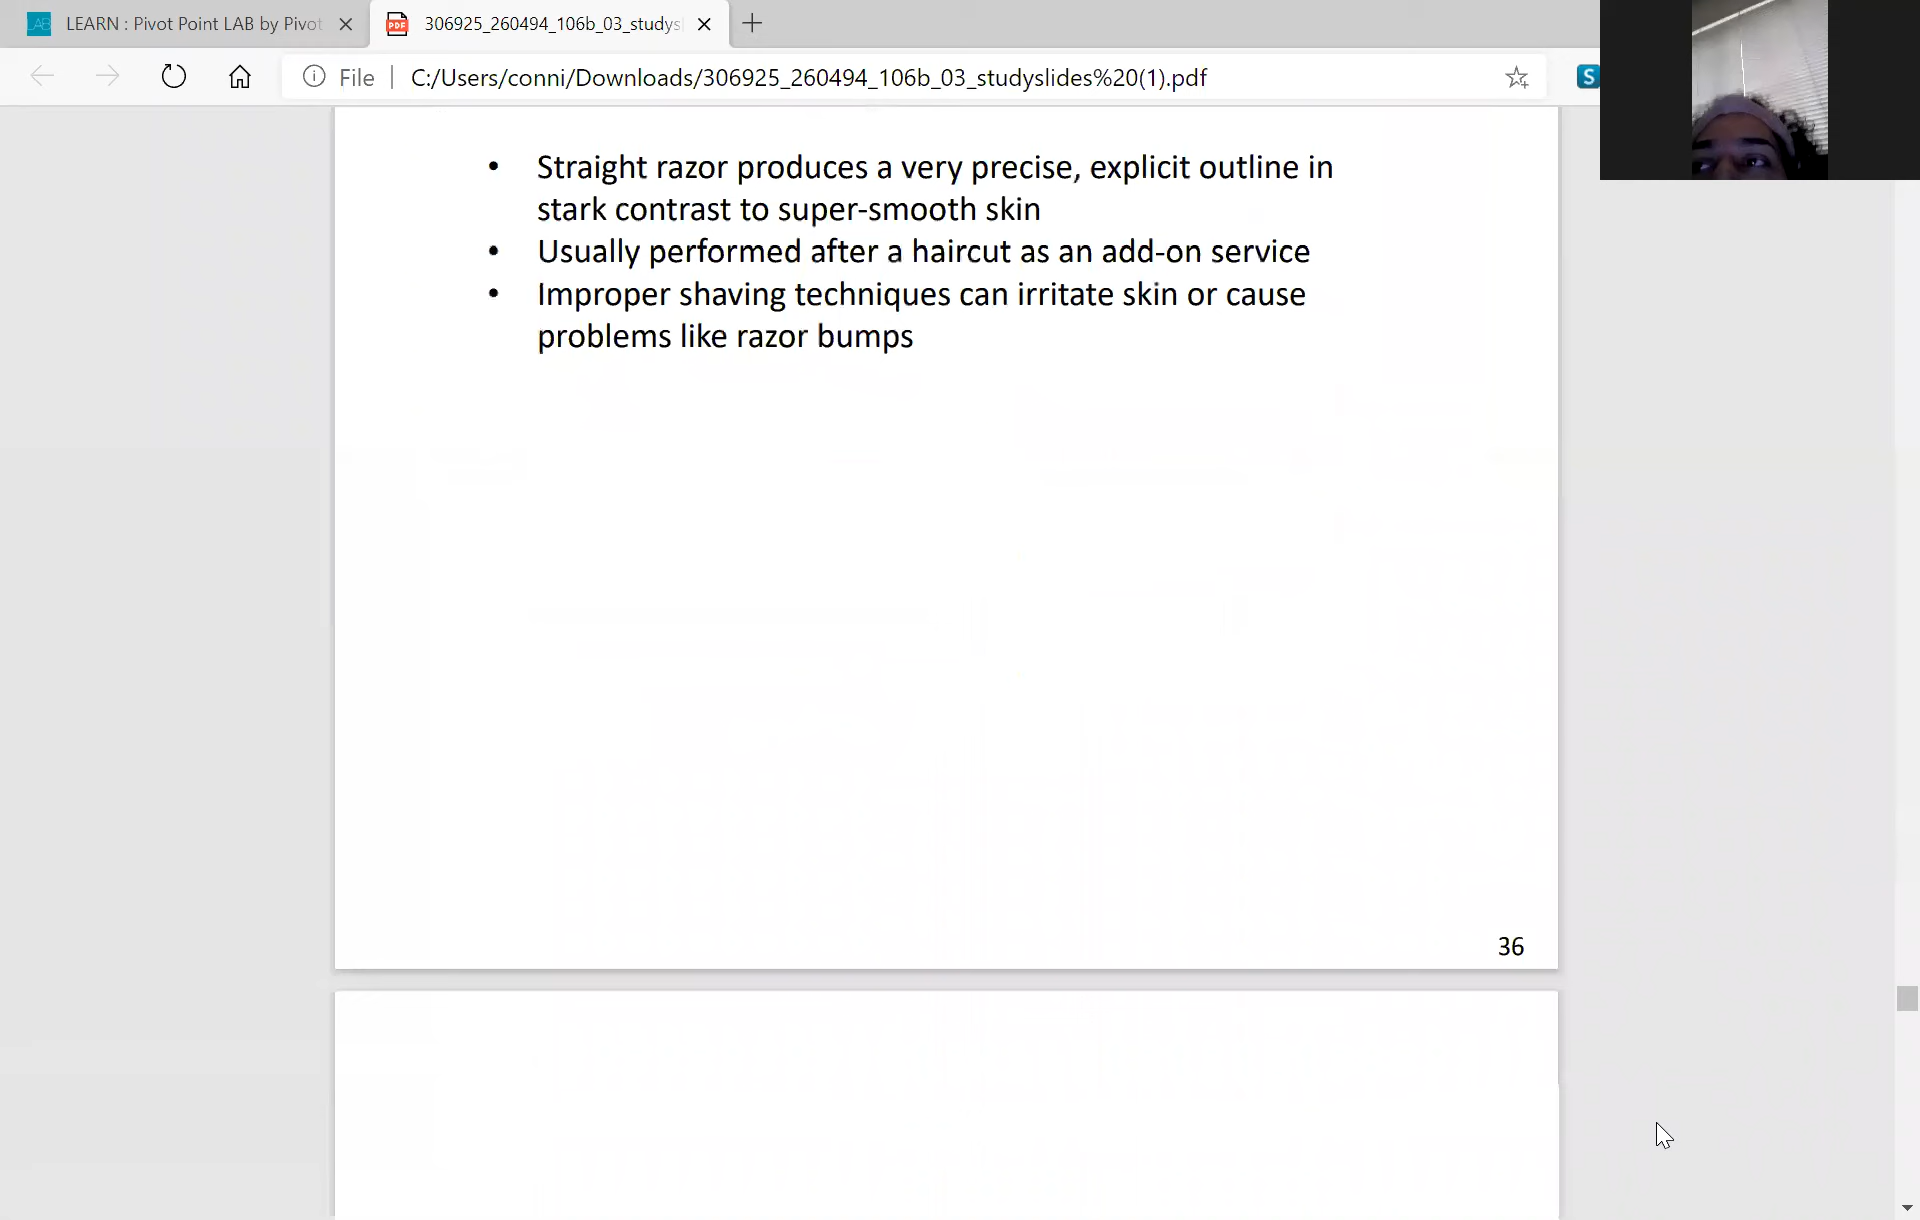 LAB LEARN : Pivot Point LAB by Pivot
PDF 306925_260494_106b_03_studys
File C:/Users/conni/Downloads/306925_260494_106b_03_studyslides%20(1).pdf S
• Straight razor produces a very precise, explicit outline in
stark contrast to super-smooth skin
• Usually performed after a haircut as an add-on service
• Improper shaving techniques can irritate skin or cause
problems like razor bumps
36